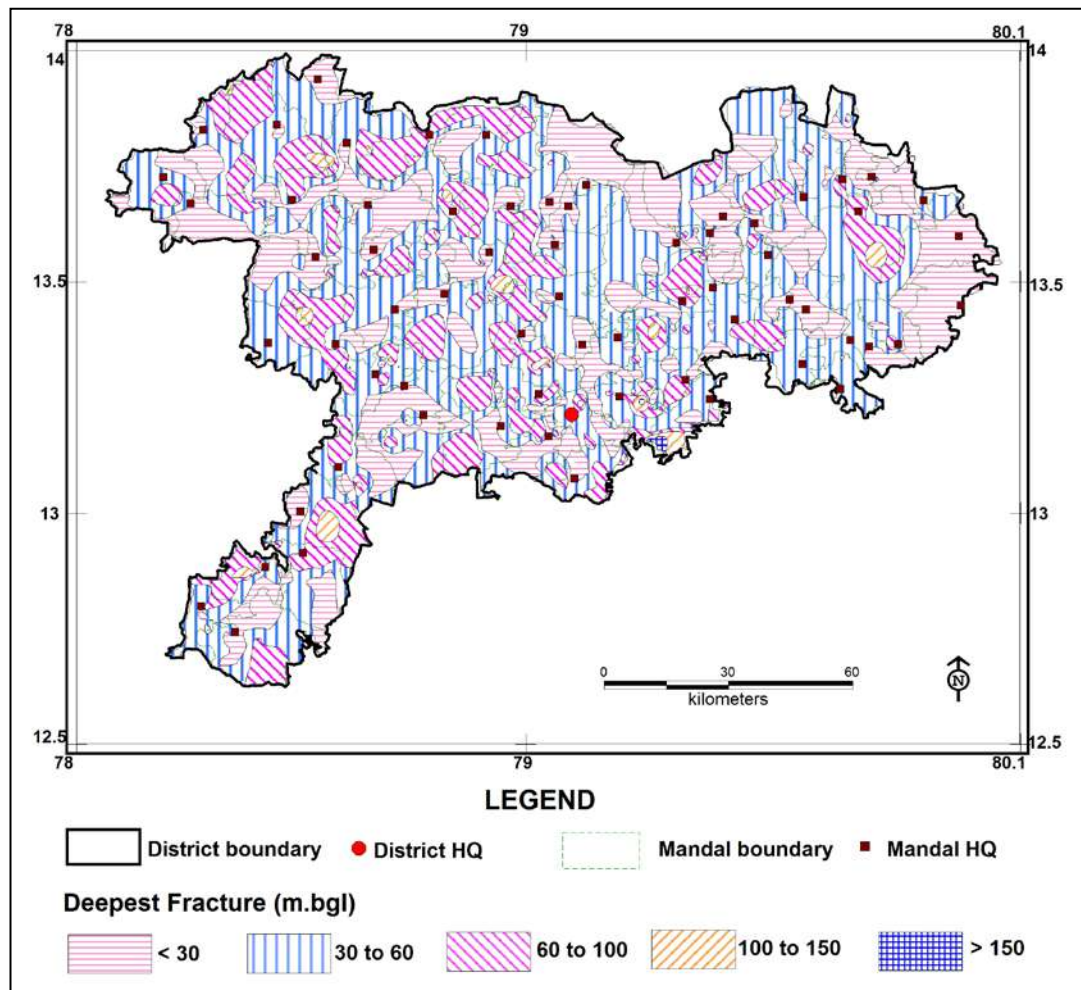 78 79 80.1
14 14
13.5 13.5
13 13
0 30 60
kilometers
N
12.5 12.5
78 79 80.1
LEGEND
District boundary District HQ Mandal boundary Mandal HQ
Deepest Fracture (m.bgl)
< 30 30 to 60 60 to 100 100 to 150 > 150